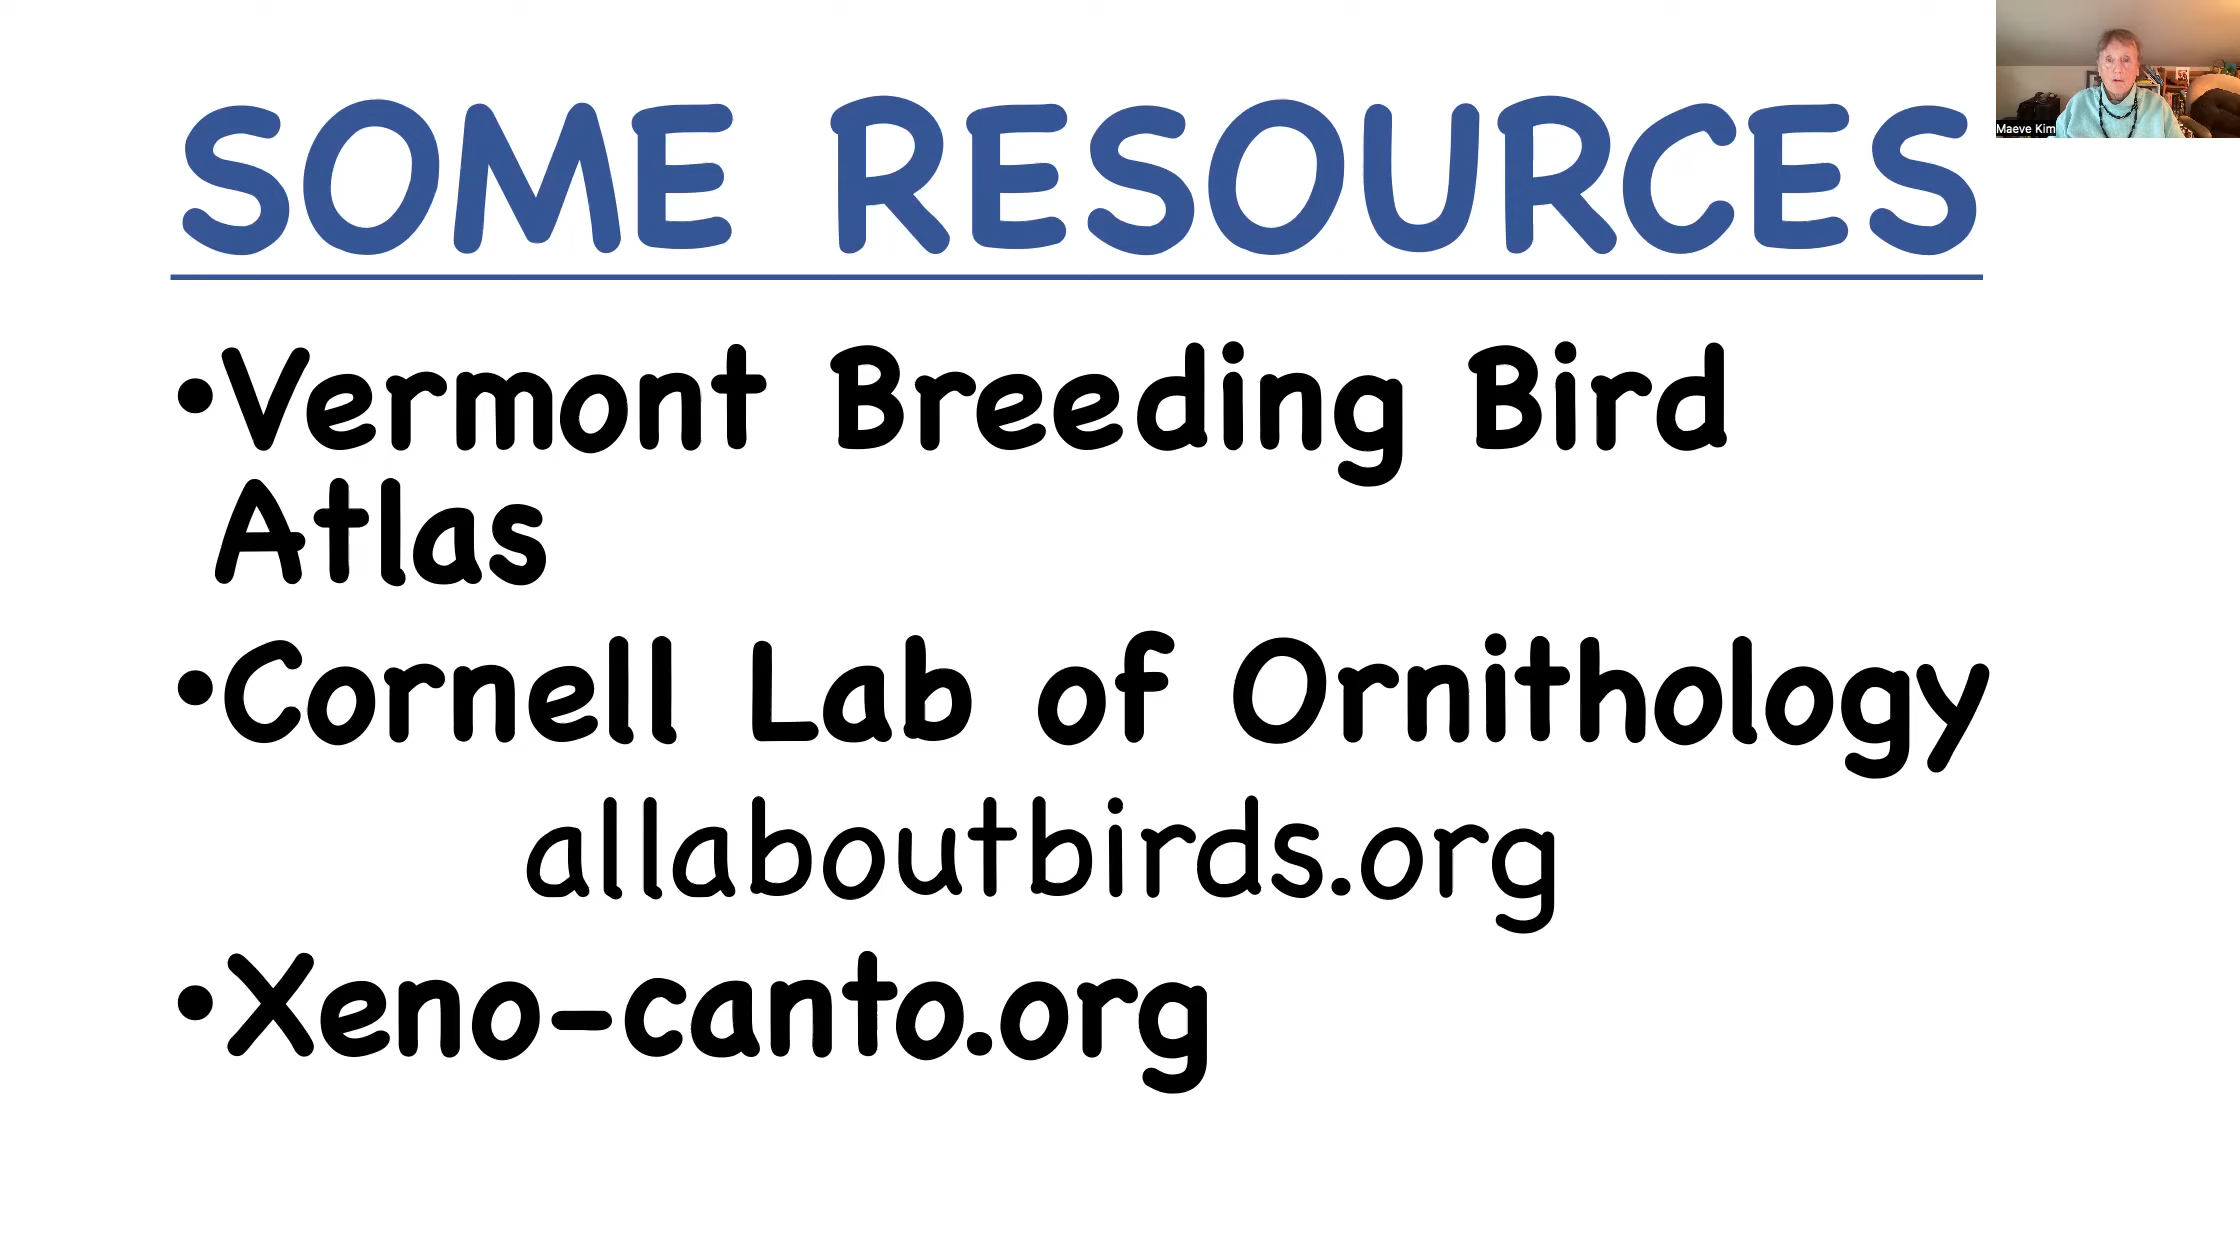 SOME RESOURCES
•Vermont Breeding Bird
Atlas
•Cornell Lab of Ornithology
allaboutbirds.org
•Xeno-canto.org
Maeve Kim